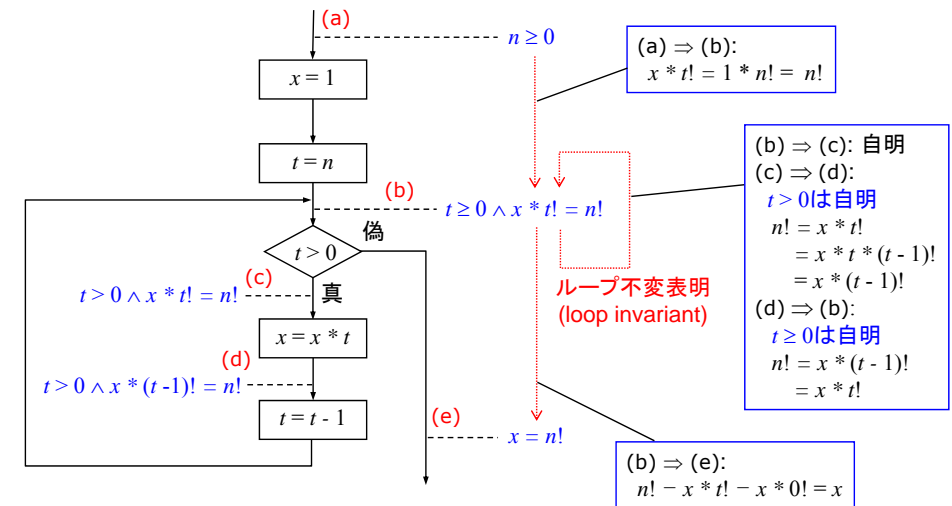 (a)
n ≥ 0
x = 1
t = n
(b)
t ≥ 0 ∧ x * t! = n!
t > 0
偽
(c)
真
t > 0 ∧ x * t! = n!
x = x * t
(d)
t > 0 ∧ x * (t -1)! = n!
t = t - 1
(e)
x = n!
ループ不変表明
(loop invariant)
(a) ⇒ (b):
x * t! = 1 * n! = n!
(b) ⇒ (c): 自明
(c) ⇒ (d):
t > 0は自明
n! = x * t!
= x * t * (t - 1)!
= x * (t - 1)!
(d) ⇒ (b):
t ≥ 0は自明
n! = x * (t - 1)!
= x * t!
(b) ⇒ (e):
n! − x * t! − x * 0! = x